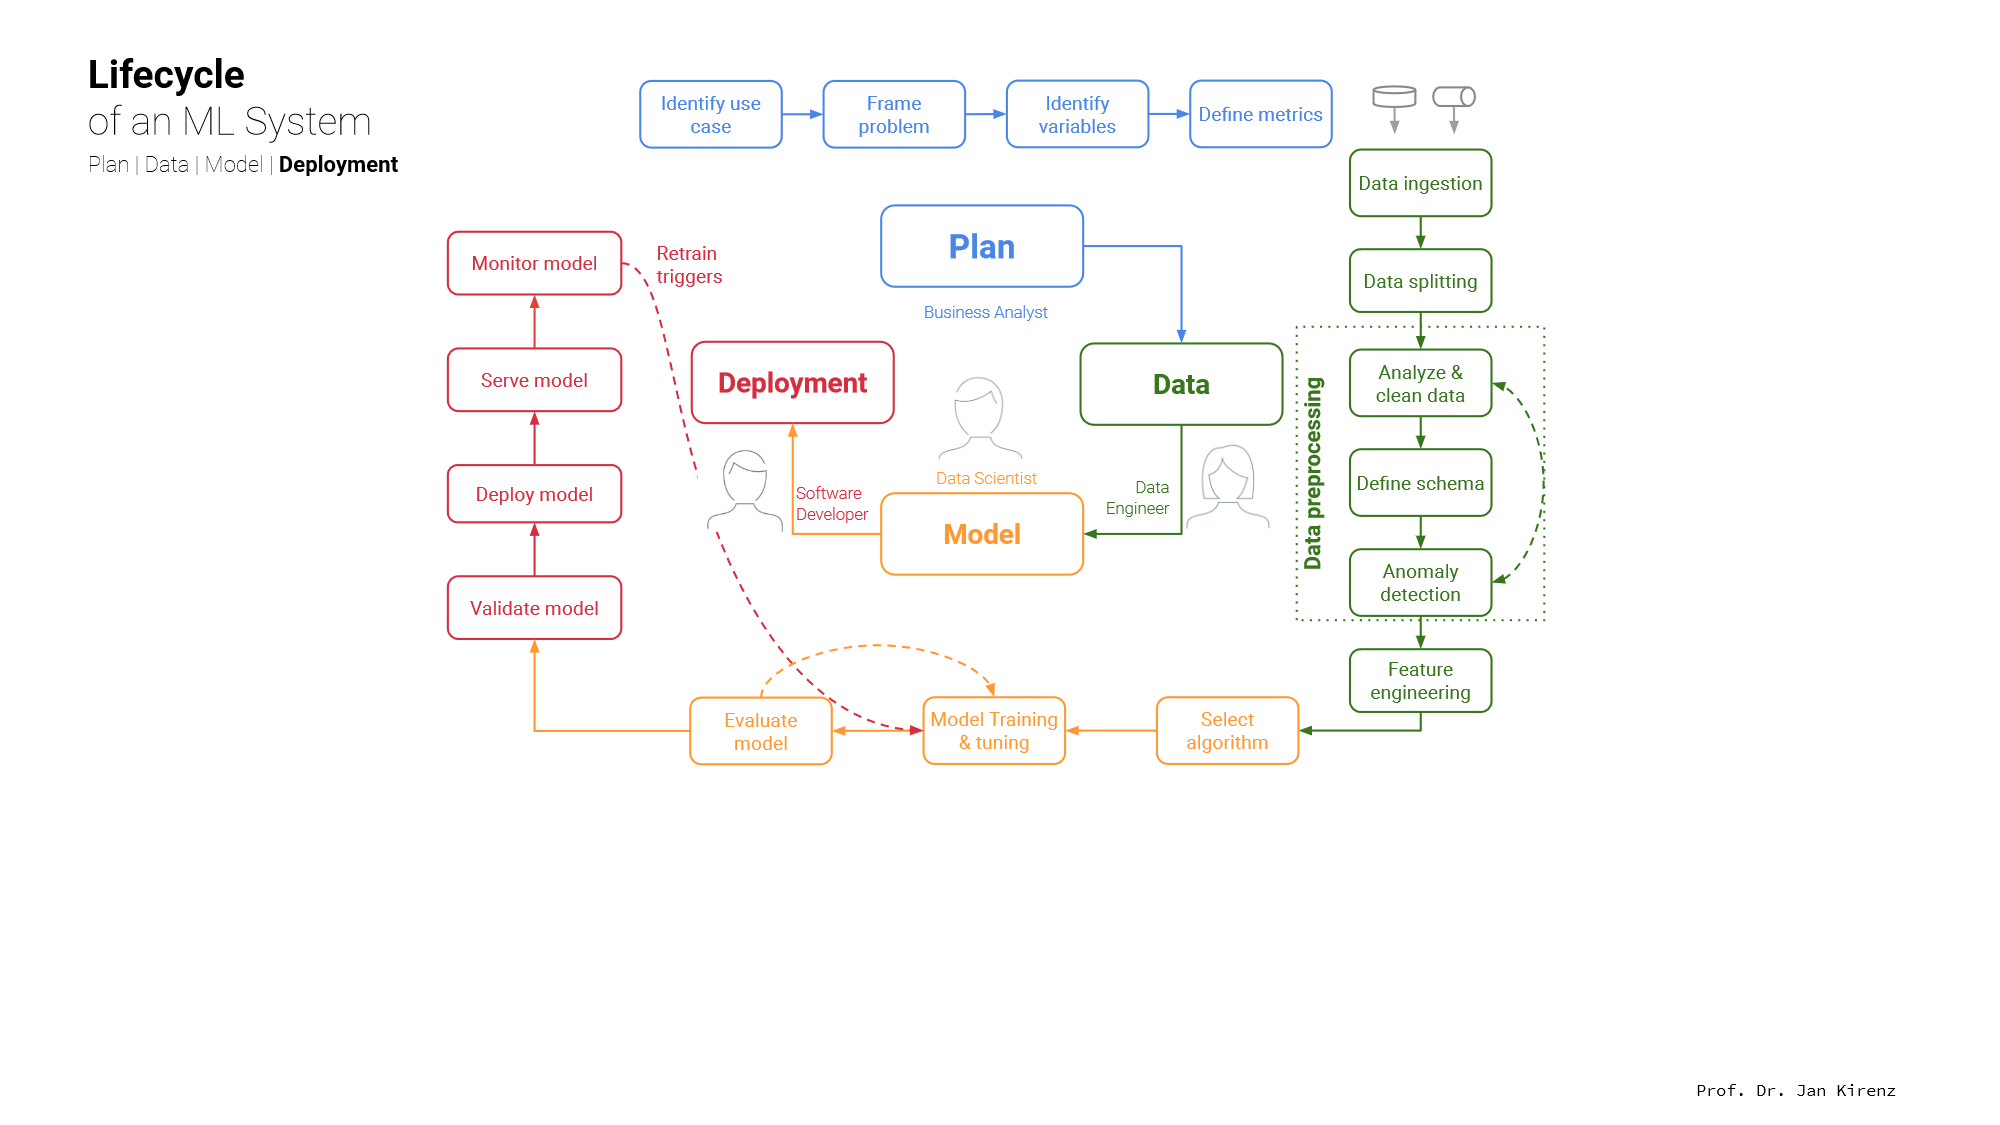 Lifecycle
of an ML System
Plan | Data | Model | Deployment
Identify use
case
Frame
problem
Identify
variables
Define metrics
Data ingestion
Data splitting
Data preprocessing
Analyze &
clean data
Define schema
Anomaly
detection
Feature
engineering
Select
algorithm
Model Training
& tuning
Evaluate
model
Validate model
Deploy model
Serve model
Monitor model
Retrain
triggers
Plan
Business Analyst
Data
Data
Engineer
Data Scientist
Model
Software
Developer
Deployment
Prof. Dr. Jan Kirenz